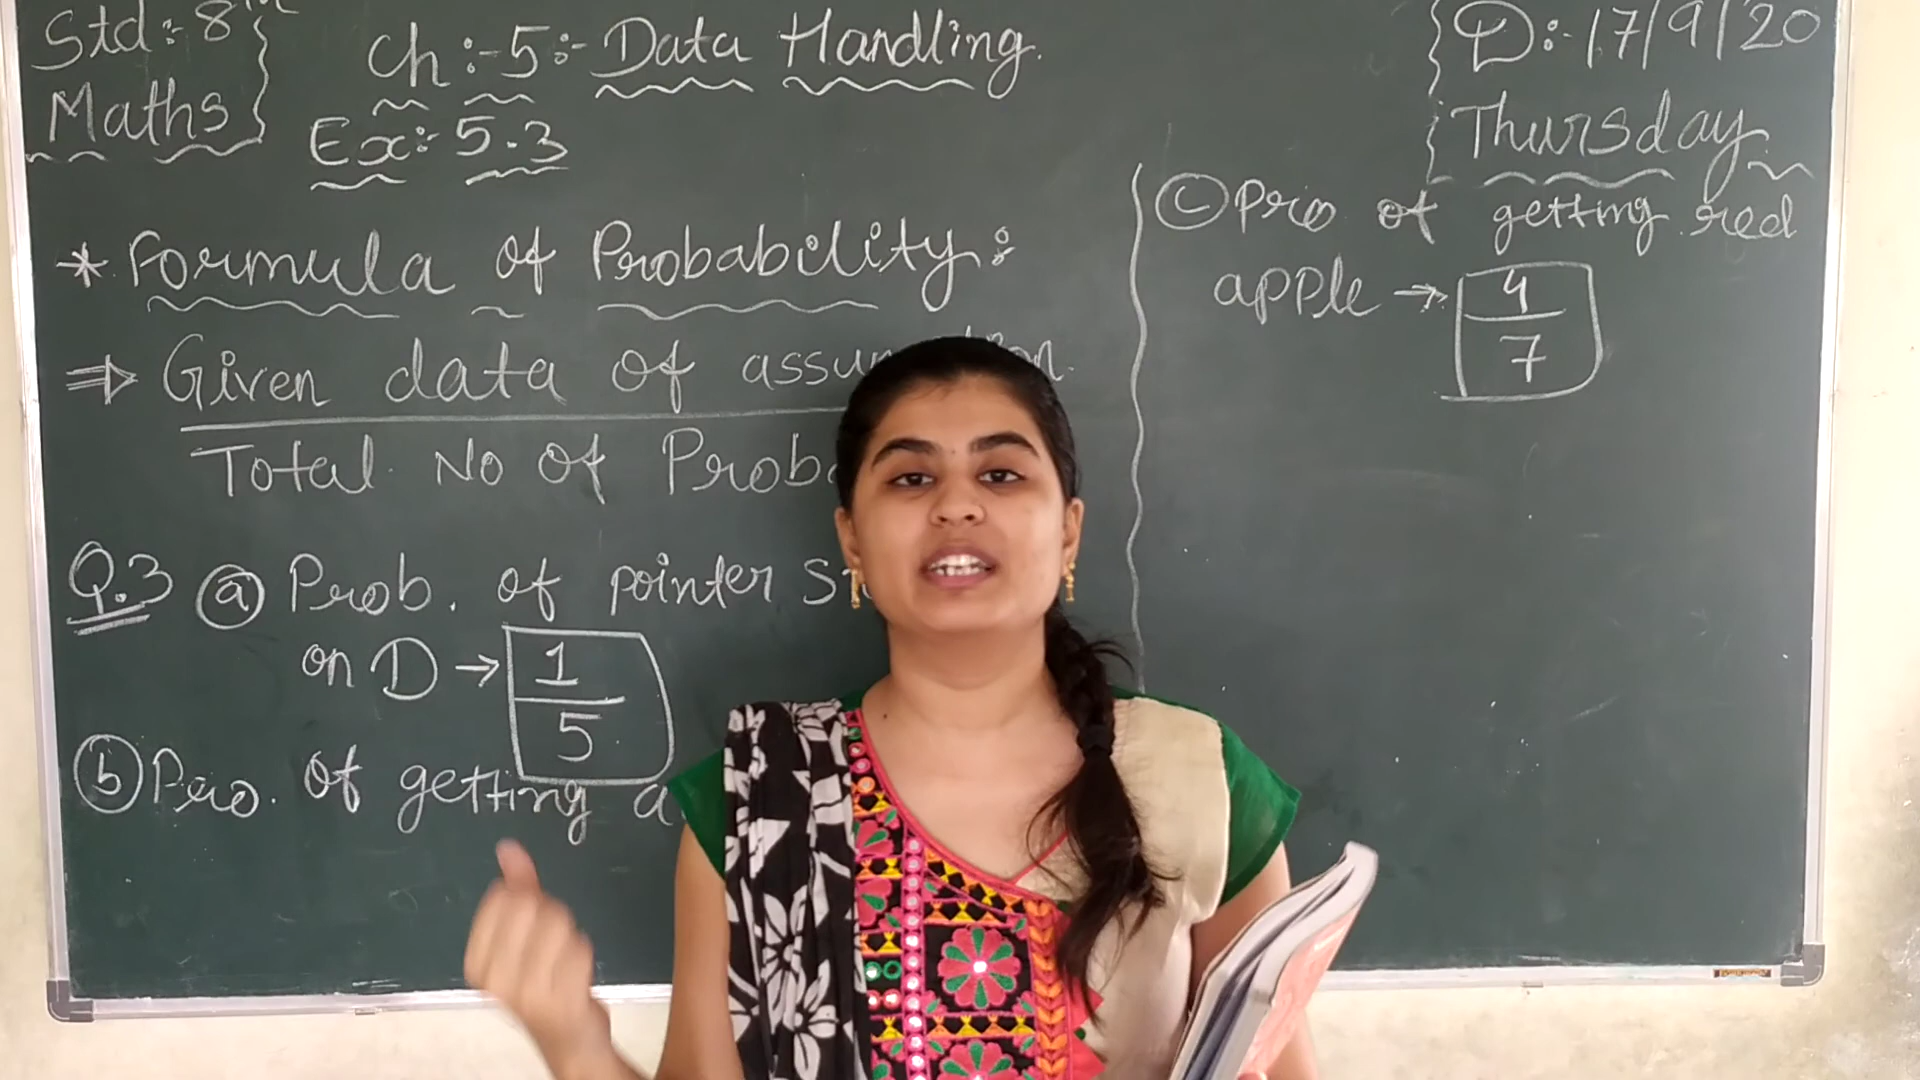 Std:- 8th
Maths
Ch:-5:- Data Handling.
Ex:- 5.3
D:-17/9/20
Thursday
* Formula of Probability:
⇒ Given data of
Total No of
Q.3 (a) Prob. of pointer
on D → 1/5
(b) Pro. of getting a
(c) Pro of getting red
apple → 4/7